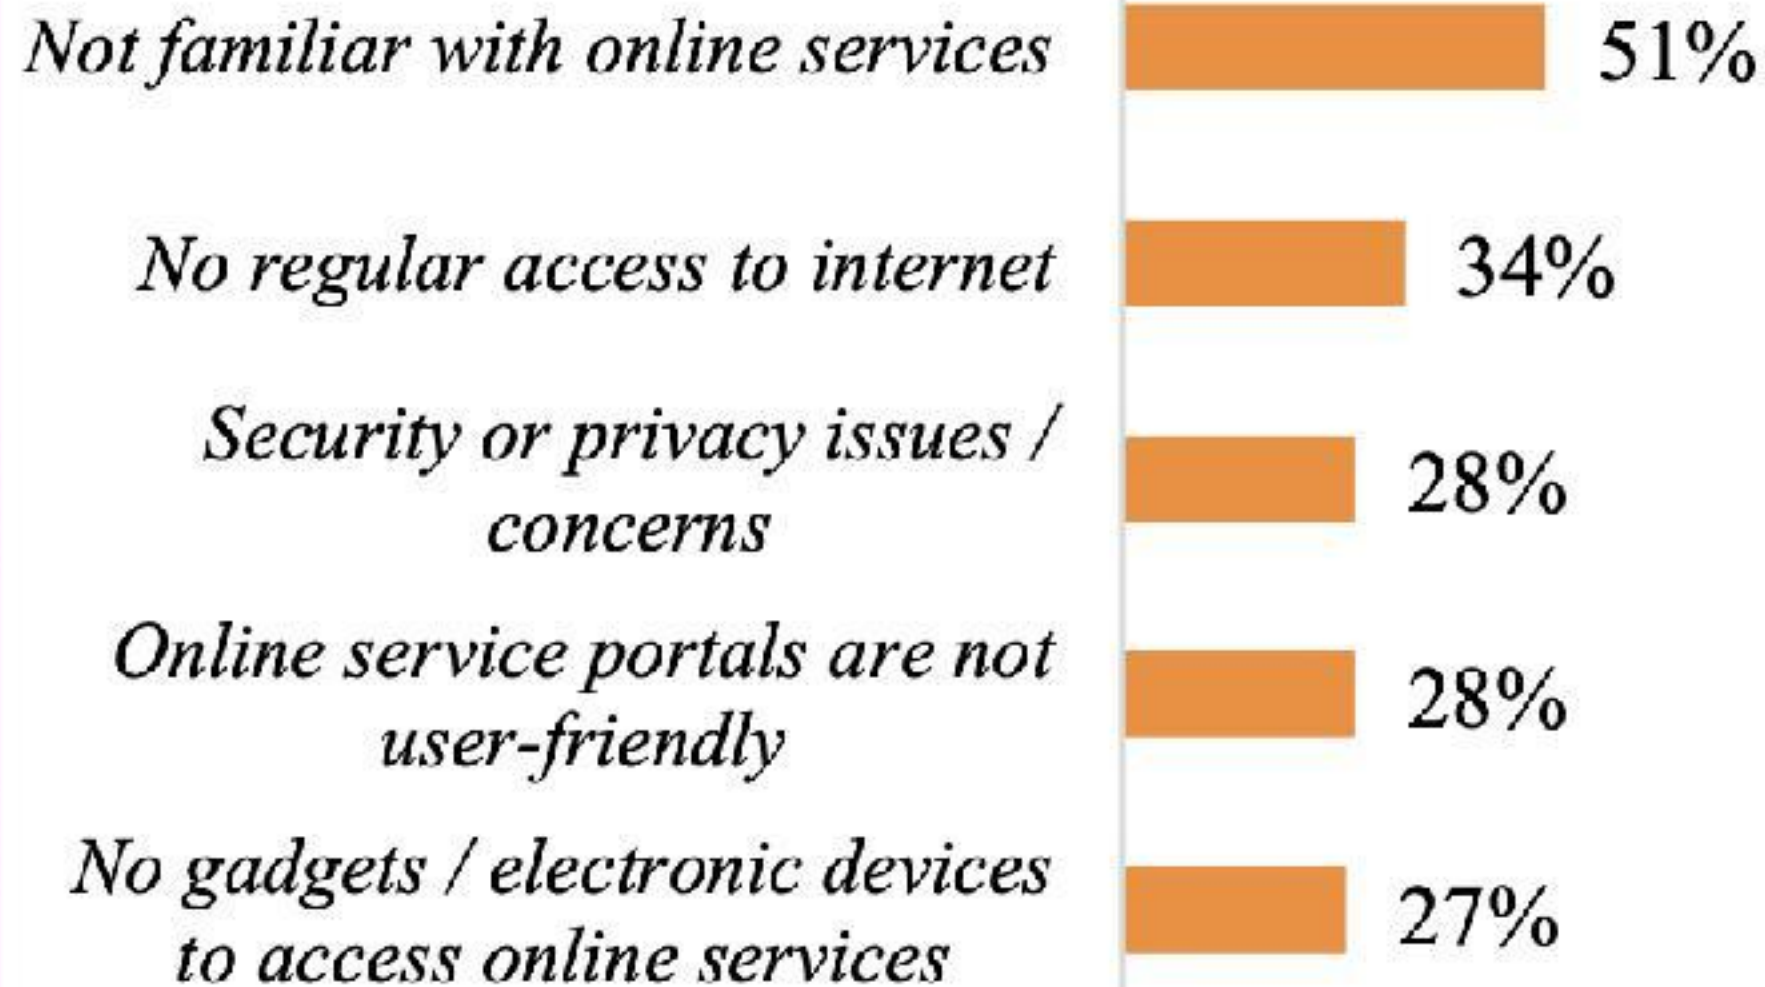 Not familiar with online services 51%
No regular access to internet 34%
Security or privacy issues /
concerns
28%
Online service portals are not
user-friendly
28%
No gadgets / electronic devices
to access online services
27%